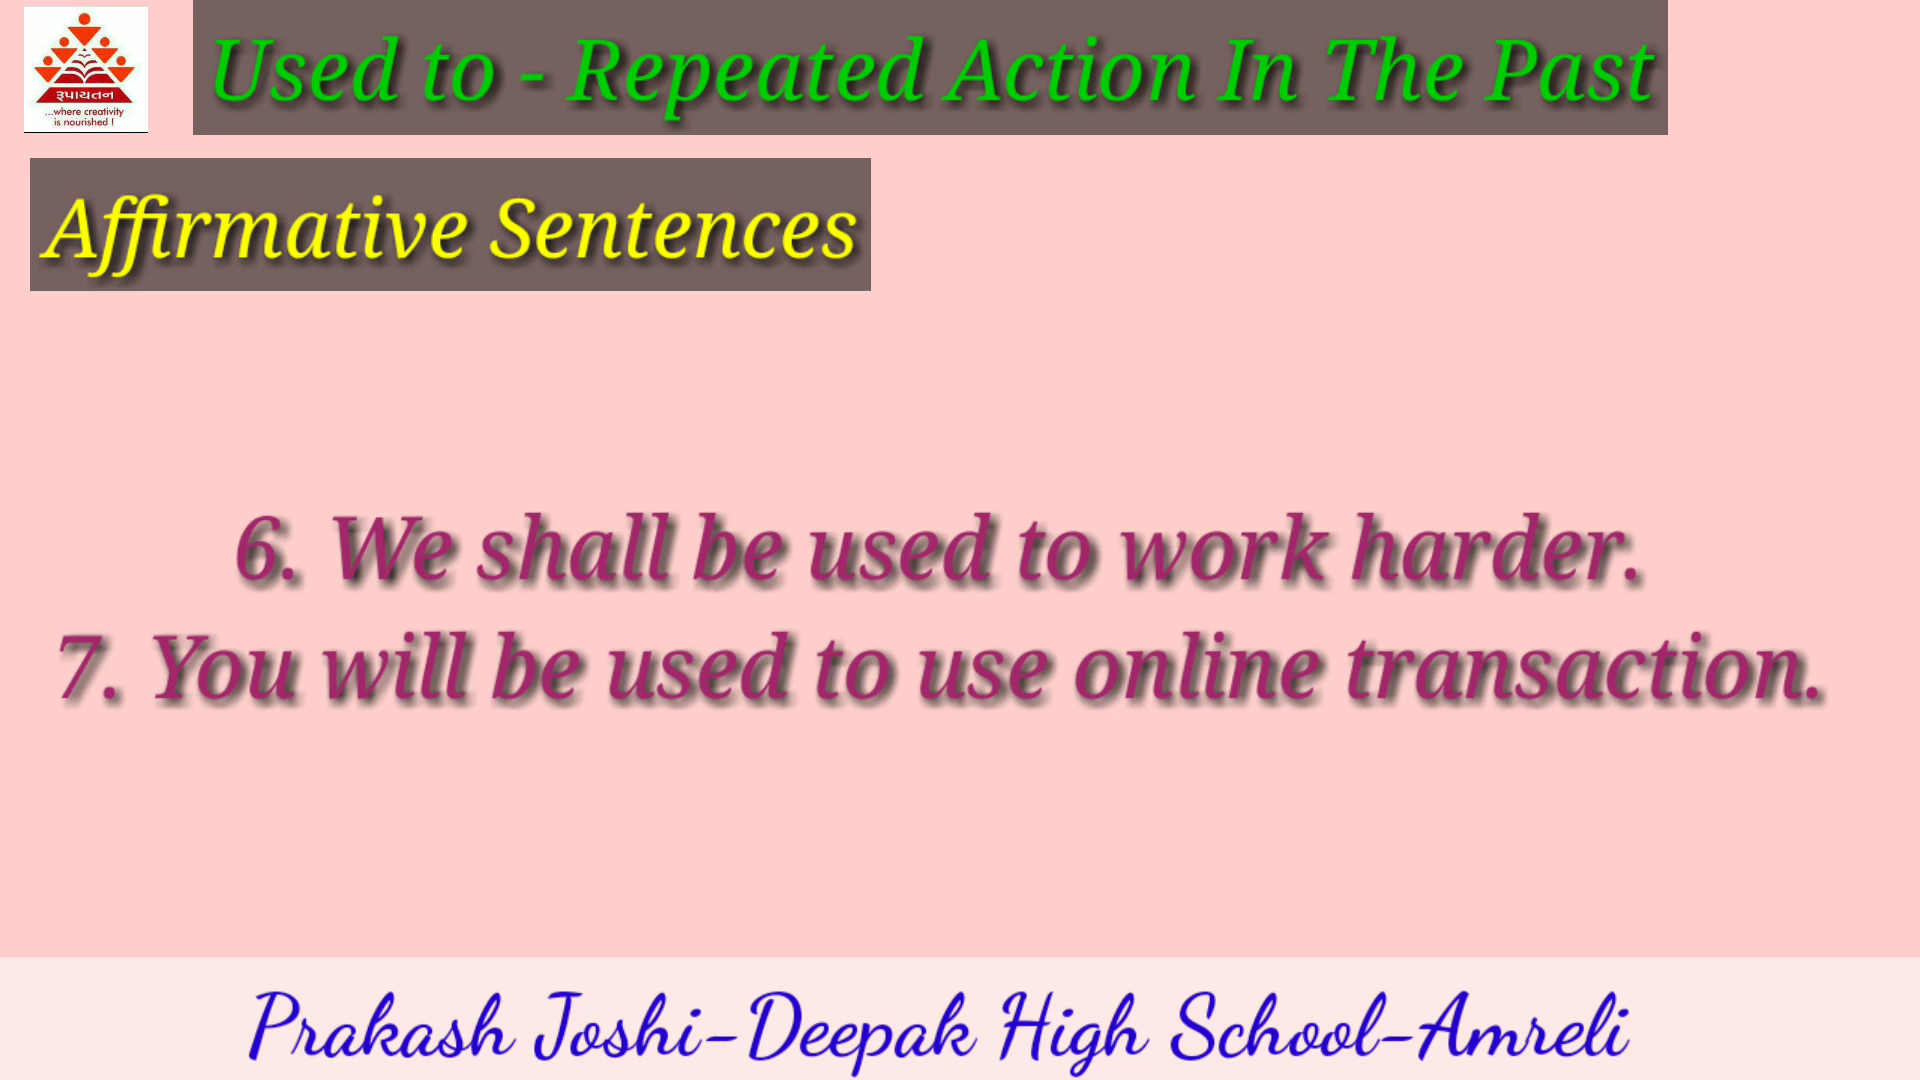 રૂપાયતન
...where creativity
is nourished !
Used to - Repeated Action In The Past
Affirmative Sentences
6. We shall be used to work harder.
7. You will be used to use online transaction.
Prakash Joshi-Deepak High School-Amreli